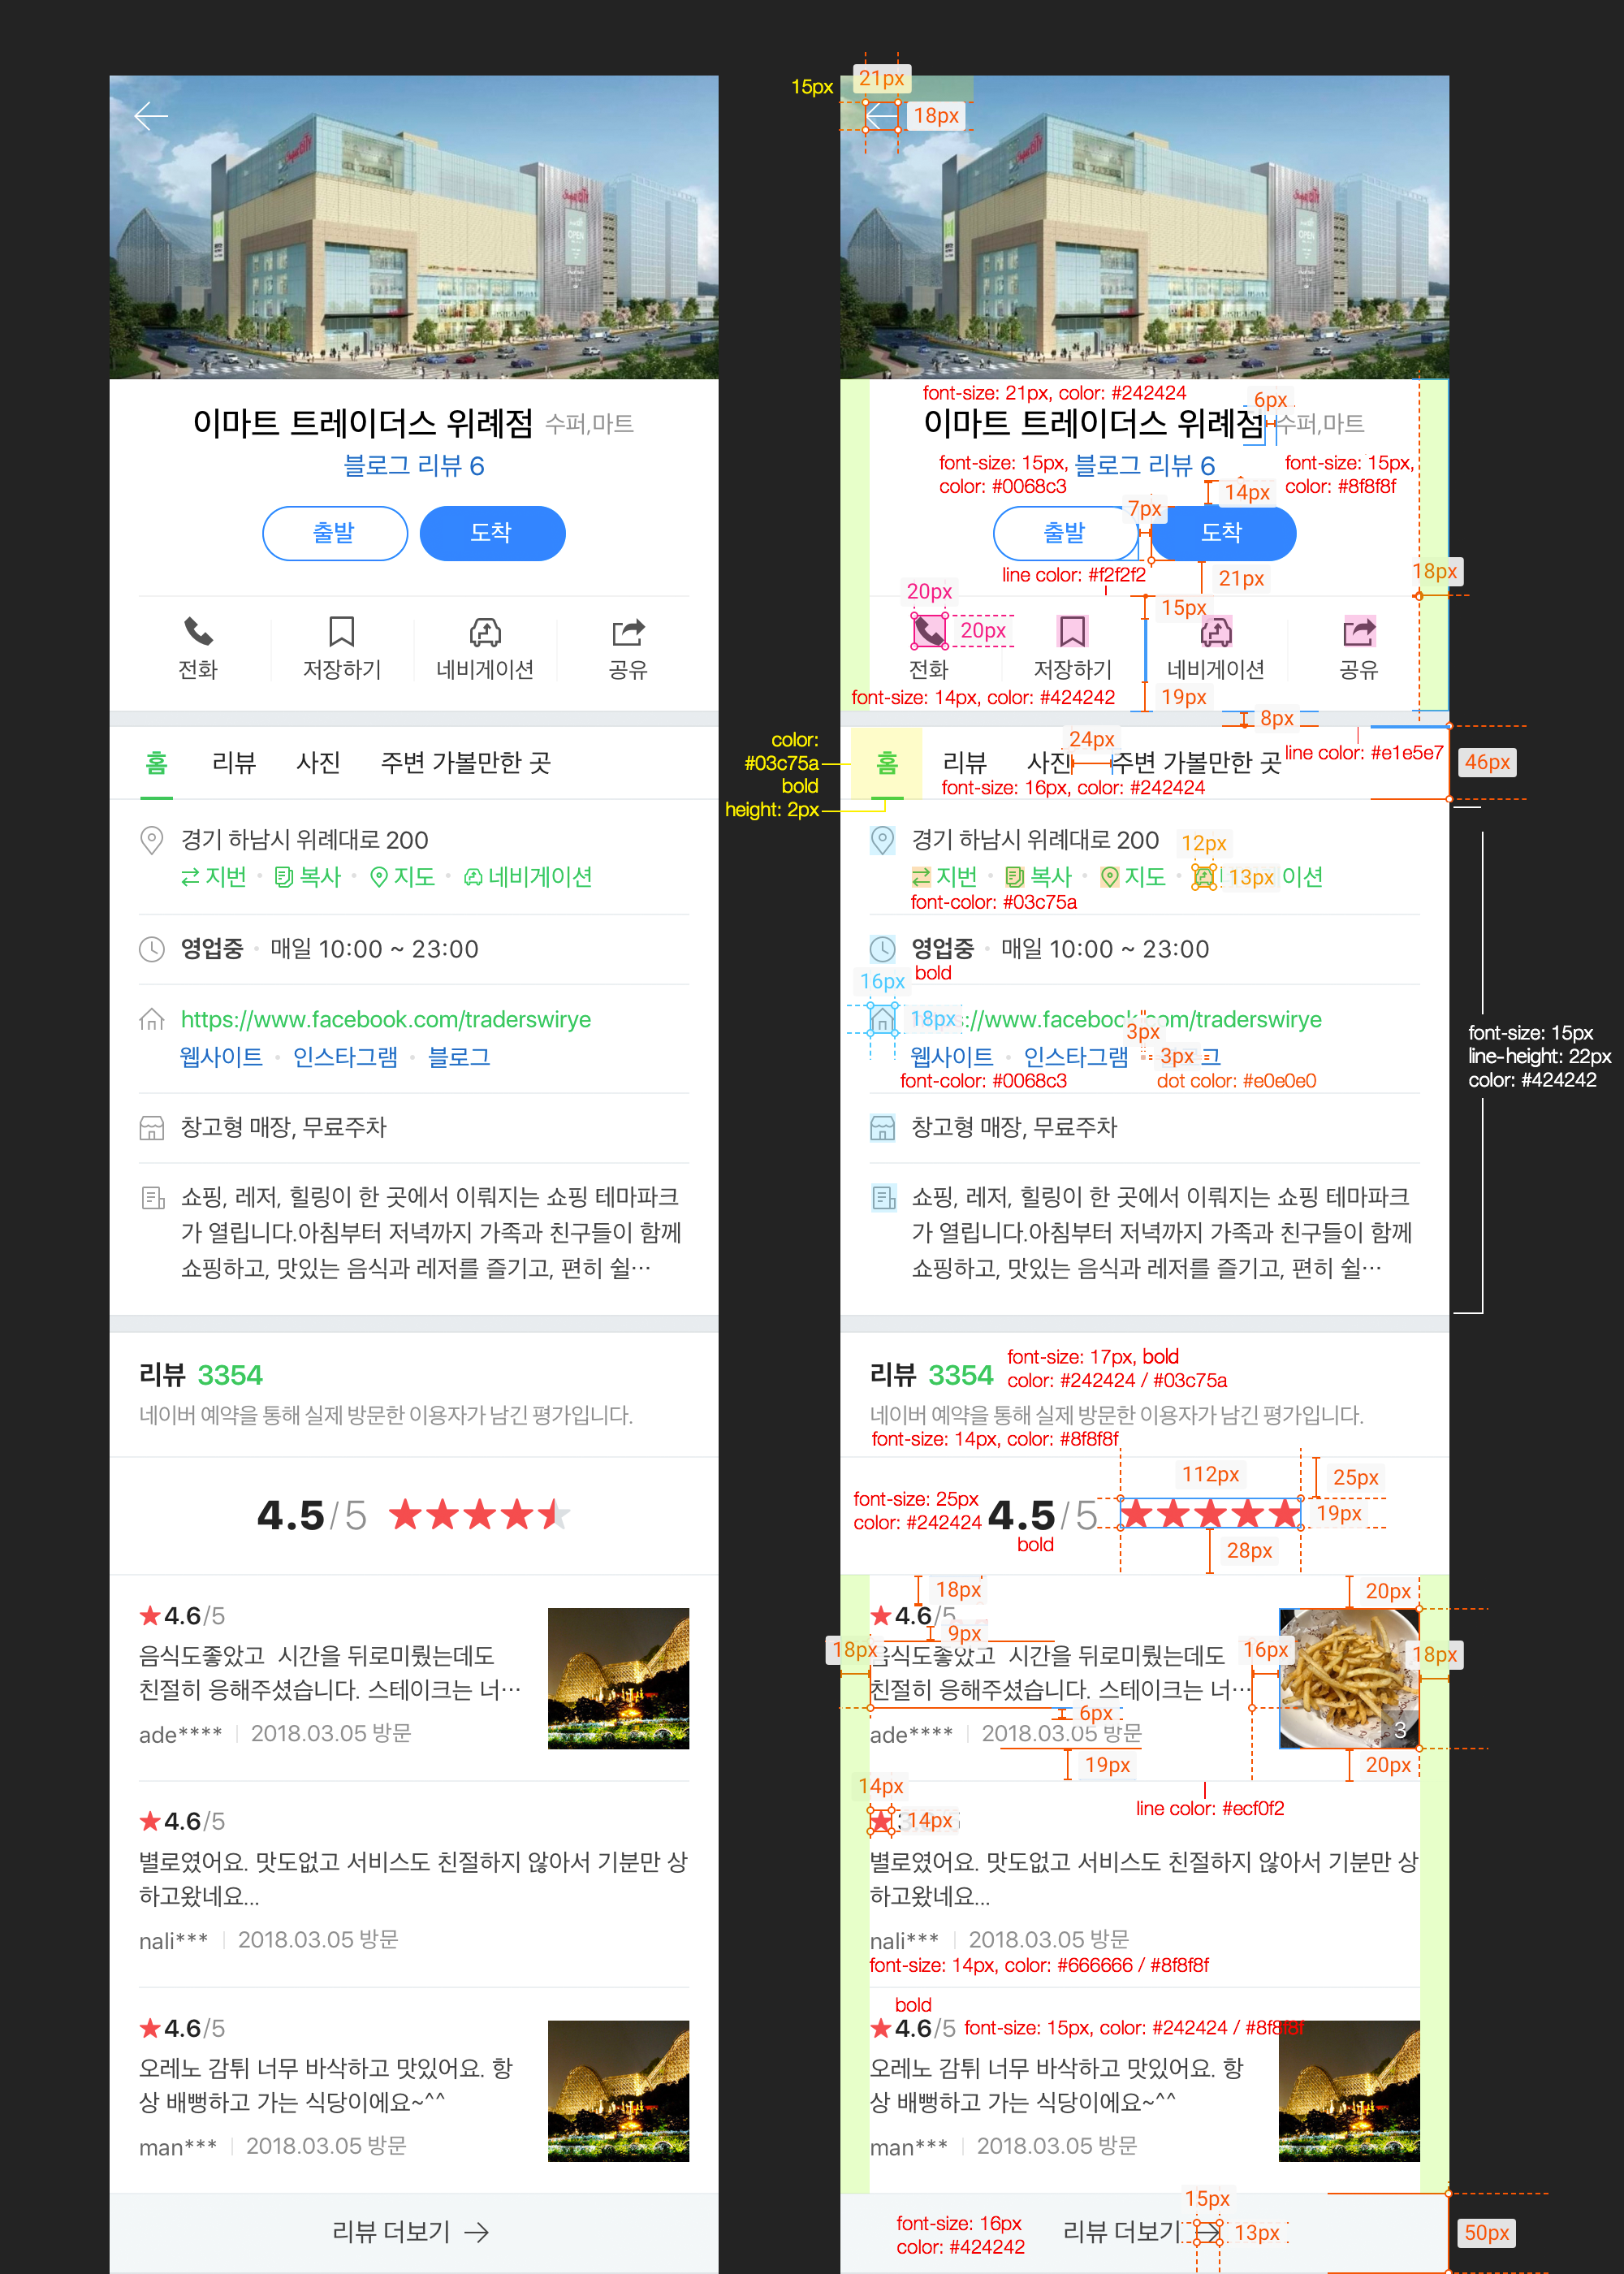 이마트 트레이더스 위례점 수퍼,마트
블로그 리뷰 6
출발 도착
전화 저장하기 네비게이션 공유
홈 리뷰 사진 주변 가볼만한 곳
경기 하남시 위례대로 200
지번 · 복사 · 지도 · 네비게이션
영업중 · 매일 10:00 ~ 23:00
https://www.facebook.com/traderswirye
웹사이트 · 인스타그램 · 블로그
창고형 매장, 무료주차
쇼핑, 레저, 힐링이 한 곳에서 이뤄지는 쇼핑 테마파크
가 열립니다.아침부터 저녁까지 가족과 친구들이 함께
쇼핑하고, 맛있는 음식과 레저를 즐기고, 편히 쉴…
리뷰 3354
네이버 예약을 통해 실제 방문한 이용자가 남긴 평가입니다.
4.5/5
4.6/5
음식도좋았고 시간을 뒤로미뤘는데도
친절히 응해주셨습니다. 스테이크는 너…
ade**** 2018.03.05 방문
4.6/5
별로였어요. 맛도없고 서비스도 친절하지 않아서 기분만 상
하고왔네요...
nali*** 2018.03.05 방문
4.6/5
오레노 감튀 너무 바삭하고 맛있어요. 항
상 배뻥하고 가는 식당이에요~^^
man*** 2018.03.05 방문
리뷰 더보기
15px
21px
18px
OPEN
font-size: 21px, color: #242424
6px
이마트 트레이더스 위례점 수퍼,마트
font-size: 15px,
color: #0068c3
블로그 리뷰 6
font-size: 15px,
color: #8f8f8f
14px
7px
출발 도착
line color: #f2f2f2
21px
18px
20px
15px
20px
전화 저장하기 네비게이션 공유
font-size: 14px, color: #424242
19px
8px
color:
#03c75a
bold
height: 2px
24px
line color: #e1e5e7
46px
홈 리뷰 사진 주변 가볼만한 곳
font-size: 16px, color: #242424
경기 하남시 위례대로 200
12px
지번 · 복사 · 지도 · 13px 이션
font-color: #03c75a
영업중 · 매일 10:00 ~ 23:00
bold
16px
18px
://www.facebook.com/traderswirye
3px
웹사이트 · 인스타그램 3px 그
font-color: #0068c3
dot color: #e0e0e0
font-size: 15px
line-height: 22px
color: #424242
창고형 매장, 무료주차
쇼핑, 레저, 힐링이 한 곳에서 이뤄지는 쇼핑 테마파크
가 열립니다.아침부터 저녁까지 가족과 친구들이 함께
쇼핑하고, 맛있는 음식과 레저를 즐기고, 편히 쉴…
리뷰 3354
font-size: 17px, bold
color: #242424 / #03c75a
네이버 예약을 통해 실제 방문한 이용자가 남긴 평가입니다.
font-size: 14px, color: #8f8f8f
112px
25px
font-size: 25px
color: #242424
4.5/5
bold
19px
28px
18px
20px
4.6/5
9px
18px
16px
18px
음식도좋았고 시간을 뒤로미뤘는데도
친절히 응해주셨습니다. 스테이크는 너…
6px
3
ade**** 2018.03.05 방문
19px
20px
14px
line color: #ecf0f2
14px
별로였어요. 맛도없고 서비스도 친절하지 않아서 기분만 상
하고왔네요...
nali*** 2018.03.05 방문
font-size: 14px, color: #666666 / #8f8f8f
bold
4.6/5 font-size: 15px, color: #242424 / #8f8f8f
오레노 감튀 너무 바삭하고 맛있어요. 항
상 배뻥하고 가는 식당이에요~^^
man*** 2018.03.05 방문
15px
font-size: 16px
color: #424242
리뷰 더보기
13px
50px